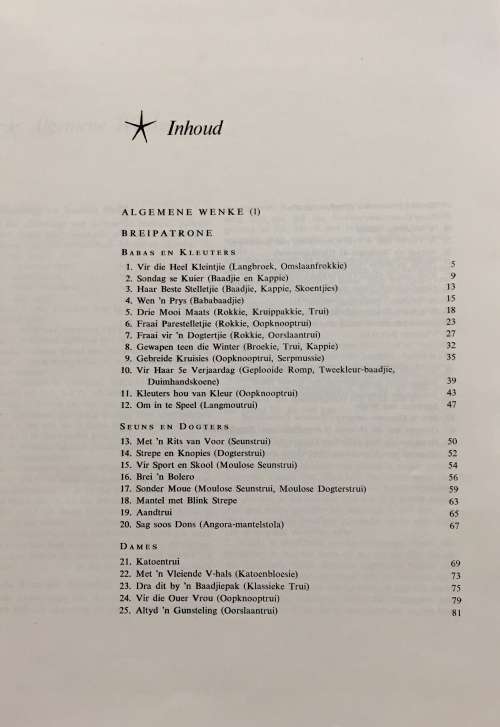 Inhoud
ALGEMENE WENKE (1)
BREIPATRONE
BABAS EN KLEUTERS
1. Vir die Heel Kleintjie (Langbroek, Omslaanfrokkie) 5
2. Sondag se Kuier (Baadjie en Kappie) 9
3. Haar Beste Stelletjie (Baadjie, Kappie, Skoentjies) 13
4. Wen 'n Prys (Bababaadjie) 15
5. Drie Mooi Maats (Rokkie, Kruippakkie, Trui) 18
6. Fraai Parestelletjie (Rokkie, Oopknooptrui) 23
7. Fraai vir 'n Dogtertjie (Rokkie, Oorslaantrui) 27
8. Gewapen teen die Winter (Broekie, Trui, Kappie) 32
9. Gebreide Kruisies (Oopknooptrui, Serpmussie) 35
10. Vir Haar 5e Verjaardag (Geplooide Romp, Tweekleur-baadjie,
Duimhandskoene) 39
11. Kleuters hou van Kleur (Oopknooptrui) 43
12. Om in te Speel (Langmoutrui) 47
SEUNS EN DOGTERS
13. Met 'n Rits van Voor (Seunstrui) 50
14. Strepe en Knopies (Dogterstrui) 52
15. Vir Sport en Skool (Moulose Seunstrui) 54
16. Brei 'n Bolero 56
17. Sonder Moue (Moulose Seunstrui, Moulose Dogterstrui) 59
18. Mantel met Blink Strepe 63
19. Aandtrui 65
20. Sag soos Dons (Angora-mantelstola) 67
DAMES
21. Katoentrui 69
22. Met 'n Vleiende V-hals (Katoenbloesie) 73
23. Dra dit by 'n Baadjiepak (Klassieke Trui) 75
24. Vir die Ouer Vrou (Oopknooptrui) 79
25. Altyd 'n Gunsteling (Oorslaantrui) 81